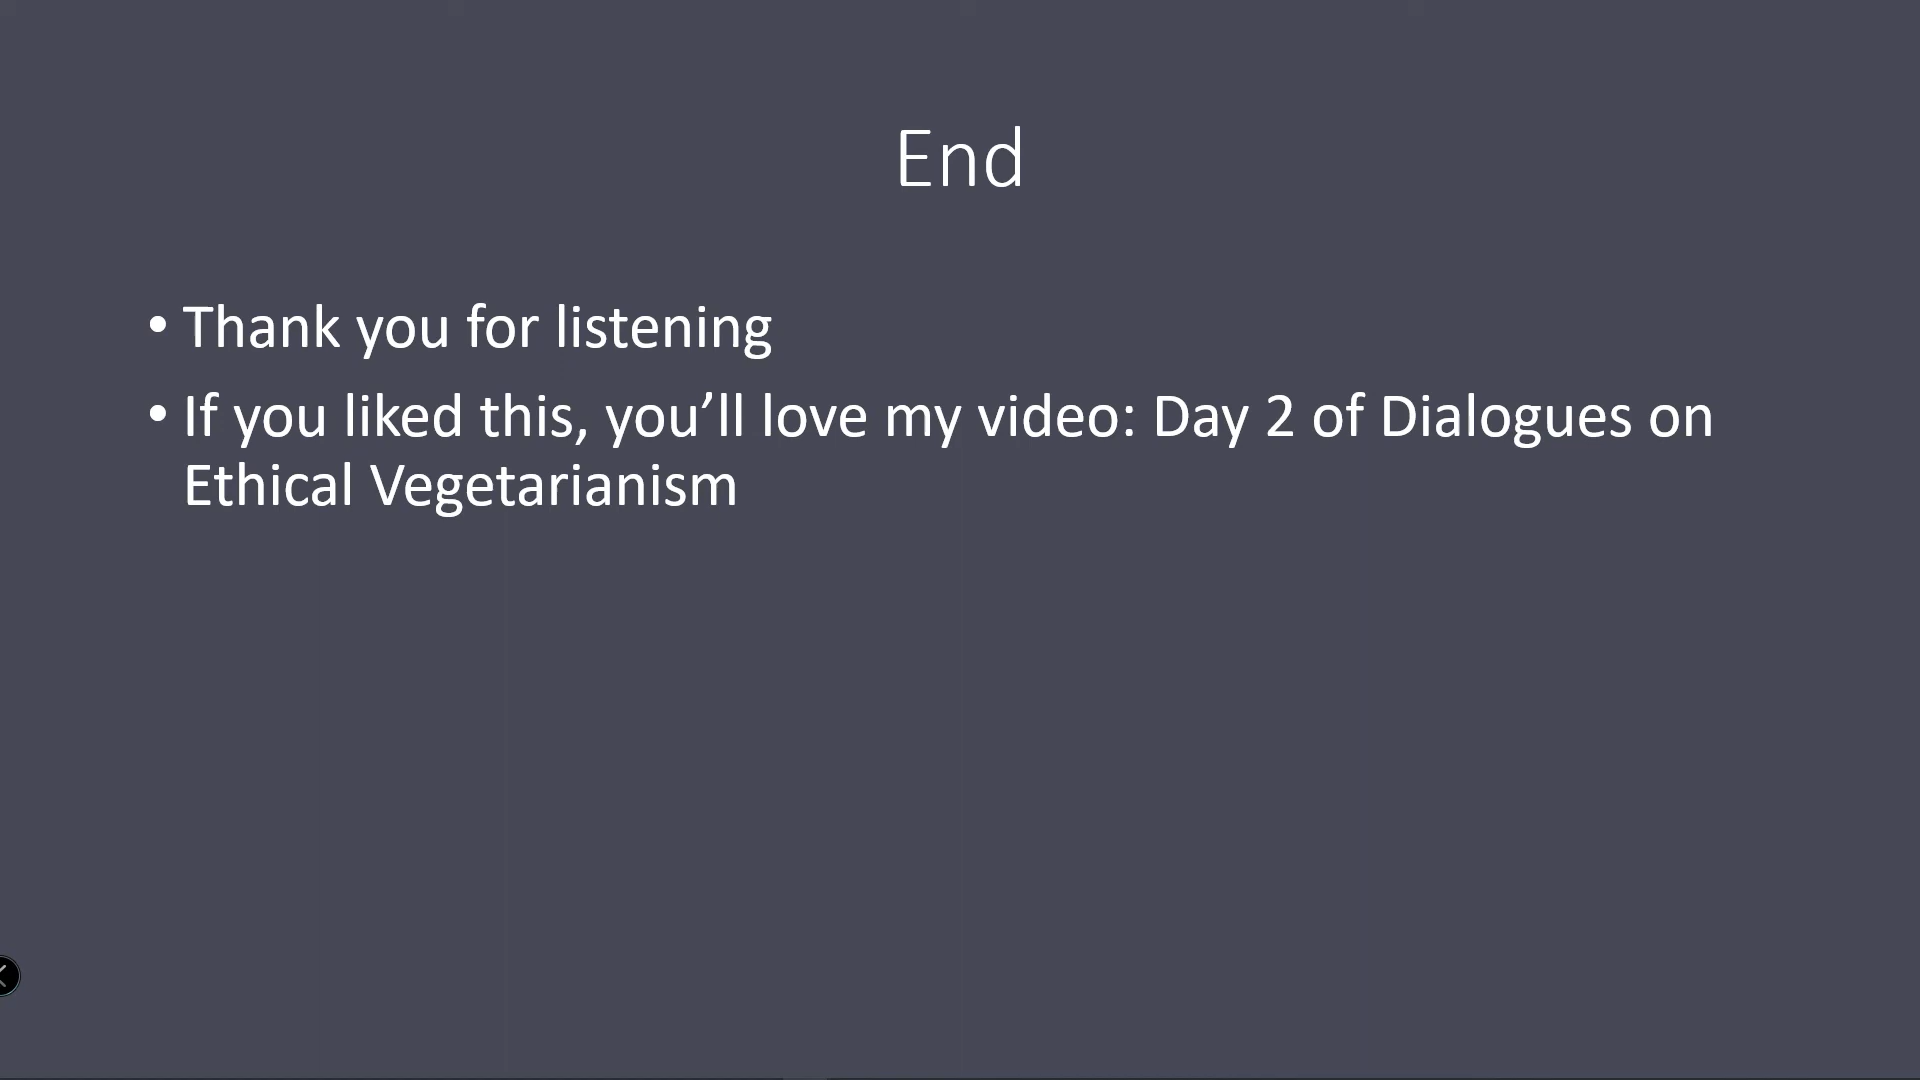 End
• Thank you for listening
• If you liked this, you’ll love my video: Day 2 of Dialogues on
Ethical Vegetarianism